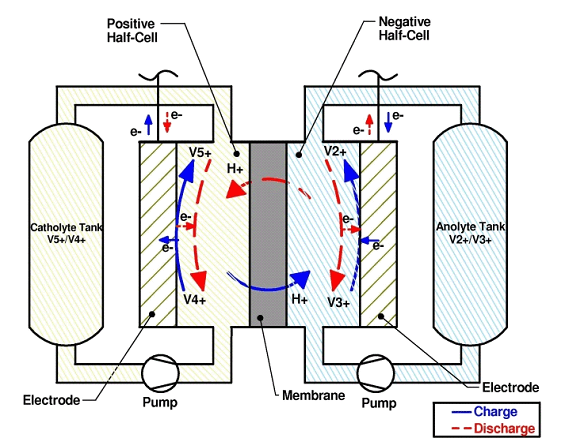 Positive
Half-Cell
Negative
Half-Cell
e-
e-
e-
e-
V5+
H+
V2+
Catholyte Tank
V5+/V4+
e-
e-
e-
e-
Anolyte Tank
V2+/V3+
V4+
H+
V3+
Electrode
Pump
Membrane
Pump
Electrode
Charge
Discharge